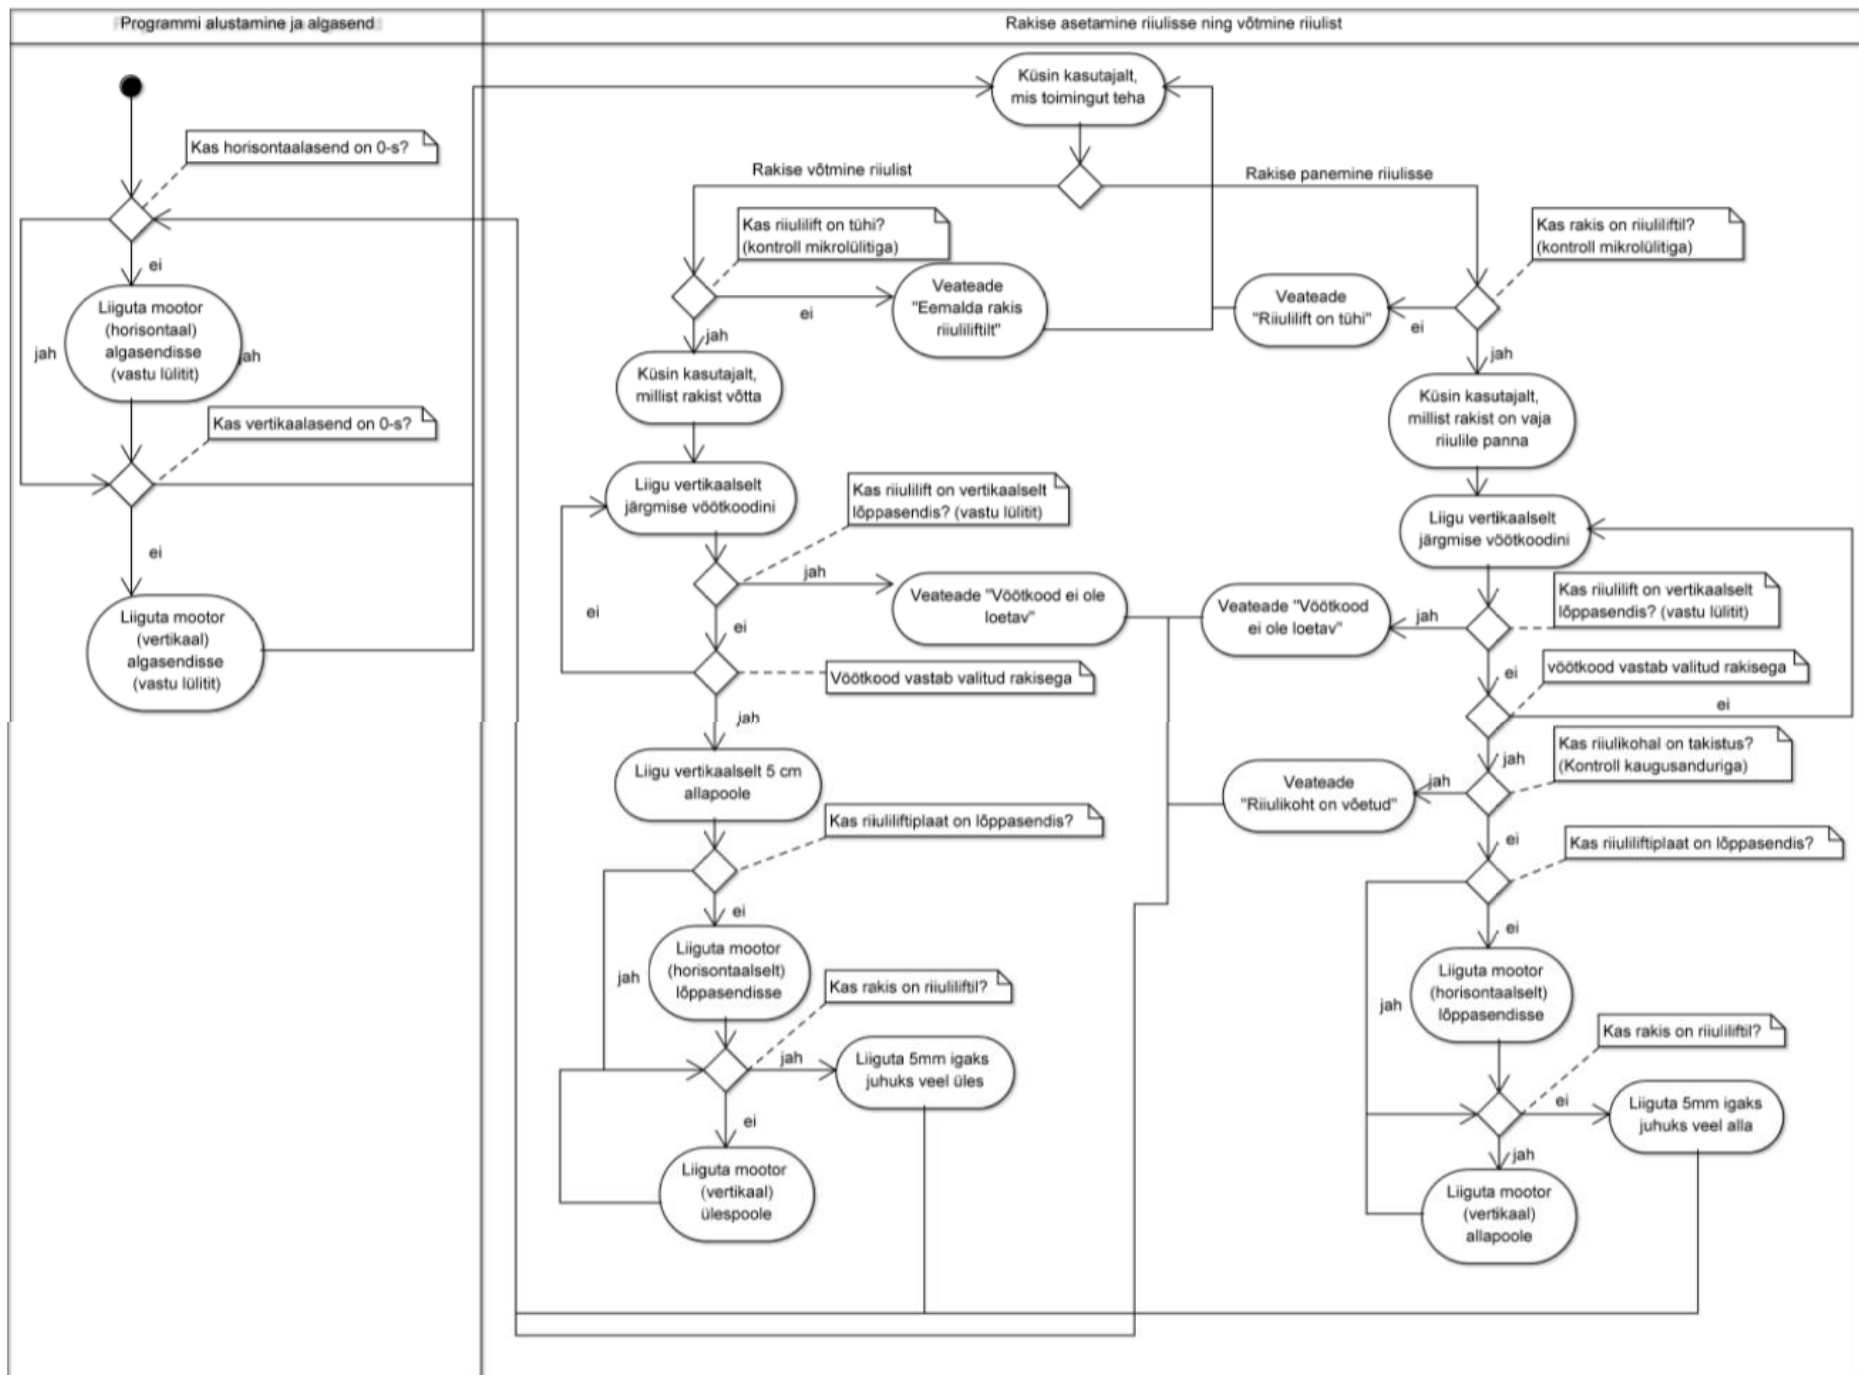 Programmi alustamine ja algasend
Rakise asetamine riiulisse ning võtmine riiulist
Kas horisontaalasend on 0-s?
ei
Liiguta mootor
(horisontaal)
algasendisse
(vastu lülitit)
jah
jah
Kas vertikaalasend on 0-s?
ei
Liiguta mootor
(vertikaal)
algasendisse
(vastu lülitit)
Küsin kasutajalt,
mis toimingut teha
Rakise võtmine riiulist
Rakise panemine riiulisse
Kas riiulilift on tühi?
(kontroll mikrolülitiga)
ei
Veateade
"Eemalda rakis
riiuliliftilt"
jah
Küsin kasutajalt,
millist rakist võtta
Liigu vertikaalselt
järgmise vöötkoodini
Kas riiulilift on vertikaalselt
lõppasendis? (vastu lülitit)
jah
Veateade "Vöötkood ei ole
loetav"
ei
ei
Vöötkood vastab valitud rakisega
jah
Liigu vertikaalselt 5 cm
allapoole
Kas riiuliliftiplaat on lõppasendis?
ei
jah
Liiguta mootor
(horisontaalselt)
lõppasendisse
Kas rakis on riiuliliftil?
jah
Liiguta 5mm igaks
juhuks veel üles
ei
Liiguta mootor
(vertikaal)
ülespoole
Kas rakis on riiuliliftil?
(kontroll mikrolülitiga)
ei
Veateade
"Riiulilift on tühi"
jah
Küsin kasutajalt,
millist rakist on vaja
riiulile panna
Liigu vertikaalselt
järgmise vöötkoodini
Kas riiulilift on vertikaalselt
lõppasendis? (vastu lülitit)
jah
Veateade "Vöötkood
ei ole loetav"
ei
vöötkood vastab valitud rakisega
ei
jah
Kas riiulikohal on takistus?
(Kontroll kaugusanduriga)
jah
Veateade
"Riiulikoht on võetud"
ei
Kas riiuliliftiplaat on lõppasendis?
ei
jah
Liiguta mootor
(horisontaalselt)
lõppasendisse
Kas rakis on riiuliliftil?
ei
Liiguta 5mm igaks
juhuks veel alla
jah
Liiguta mootor
(vertikaal)
allapoole